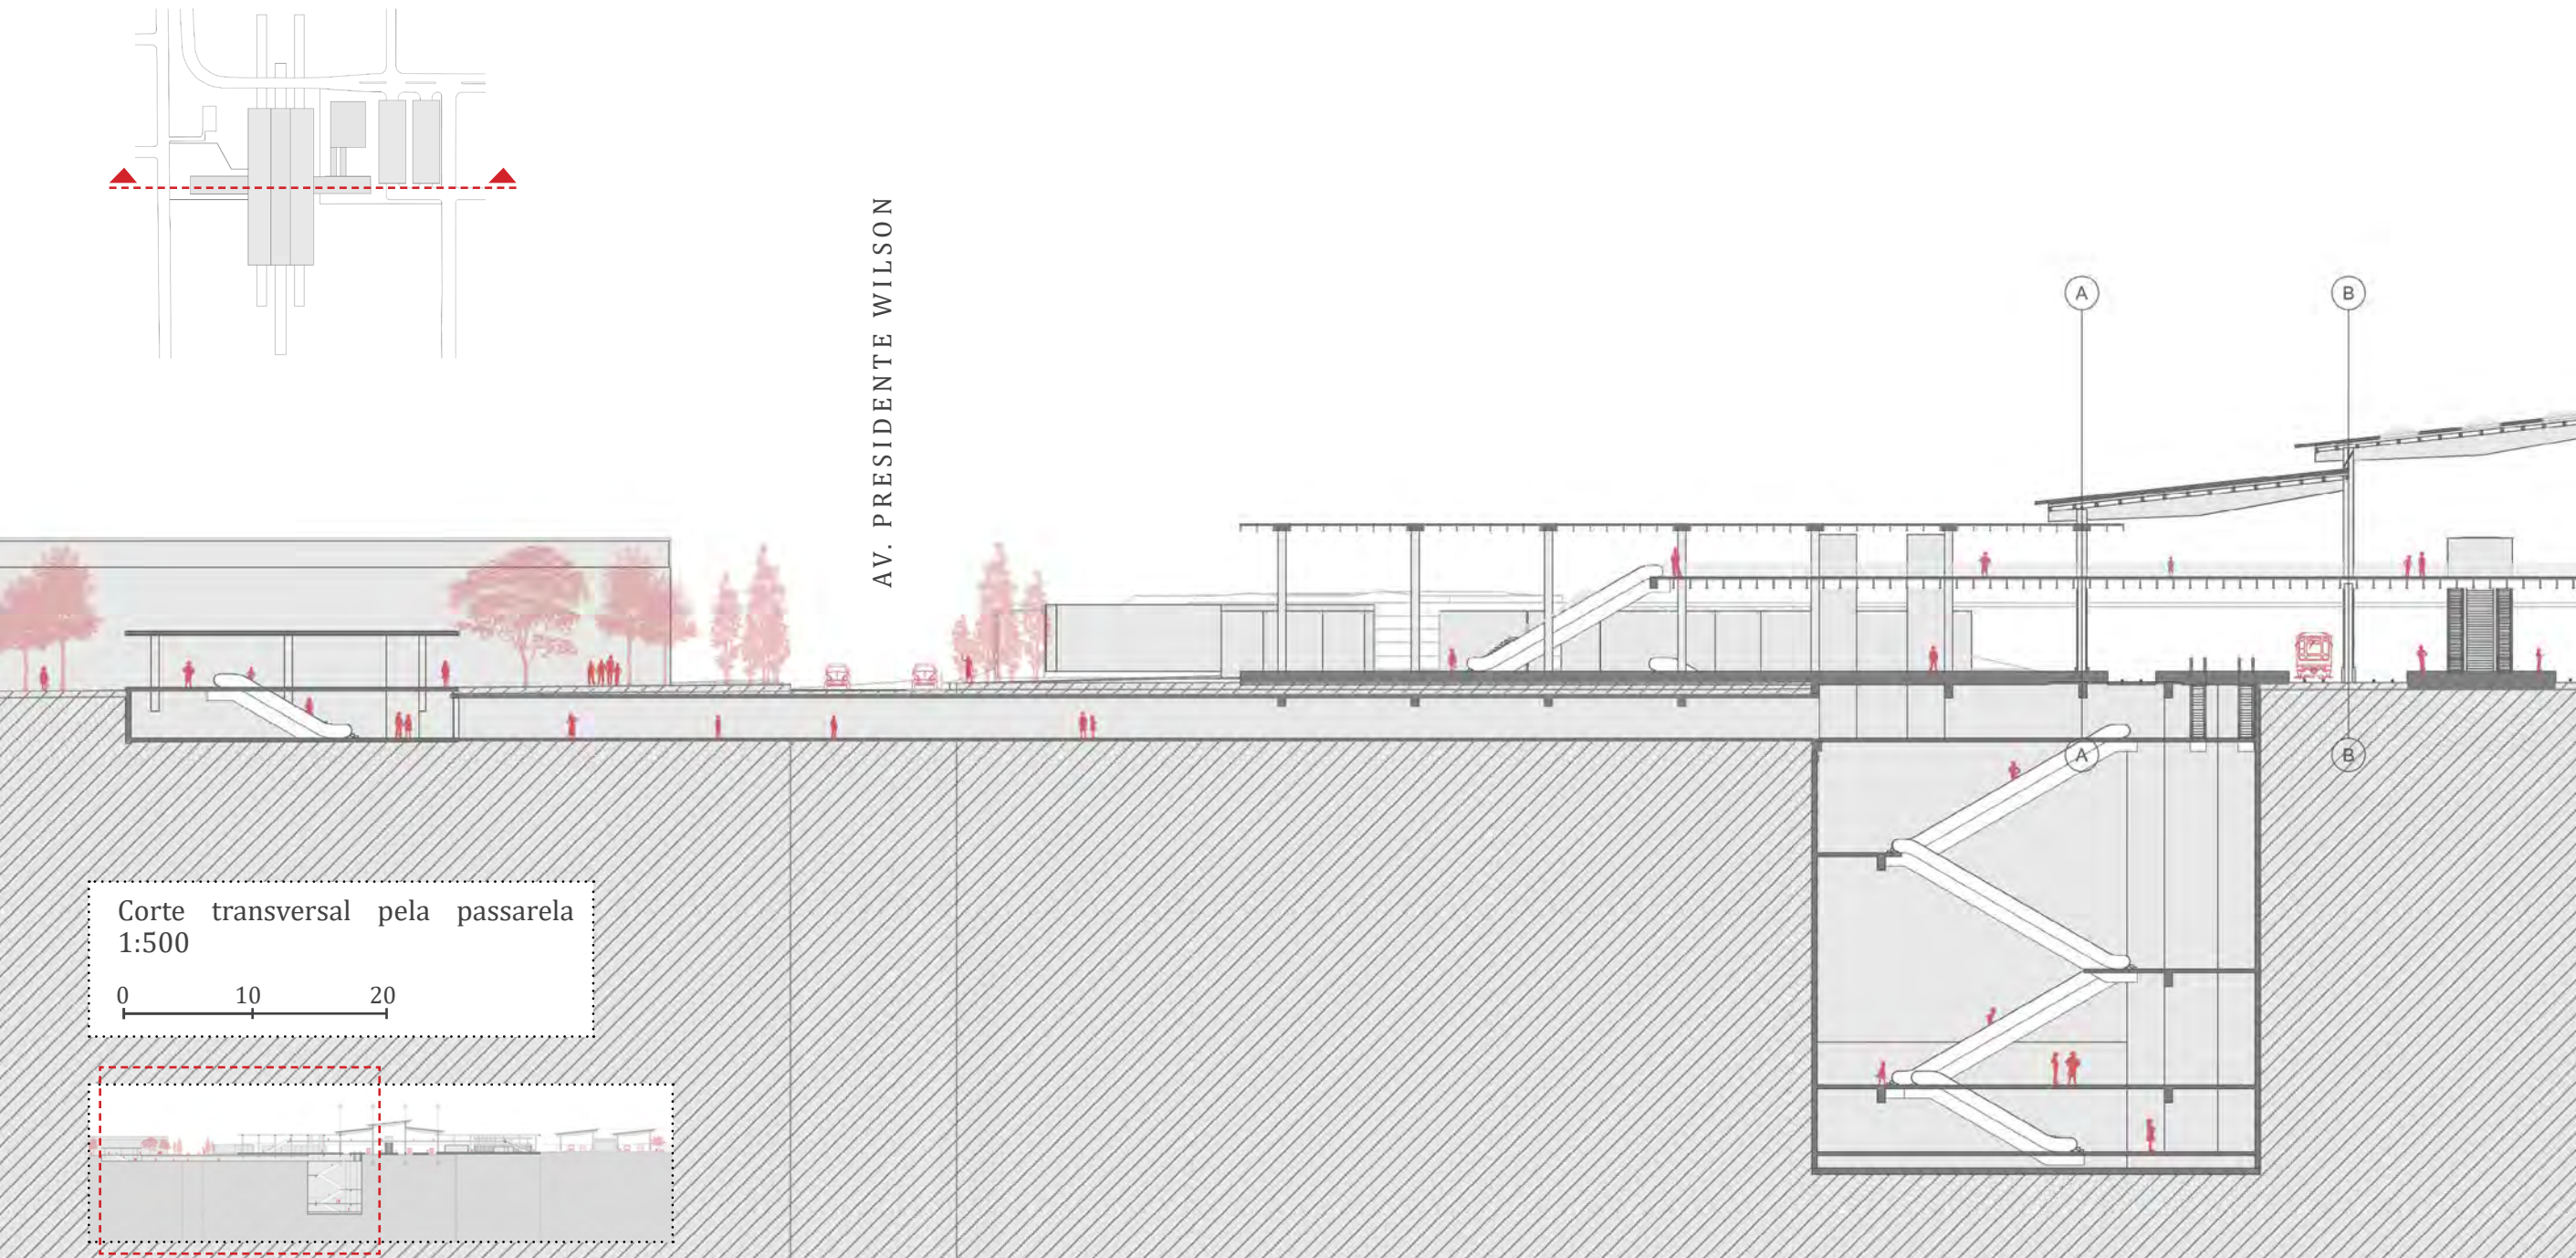 AV. PRESIDENTE WILSON
A
B
A
B
Corte transversal pela passarela
1:500
0 10 20